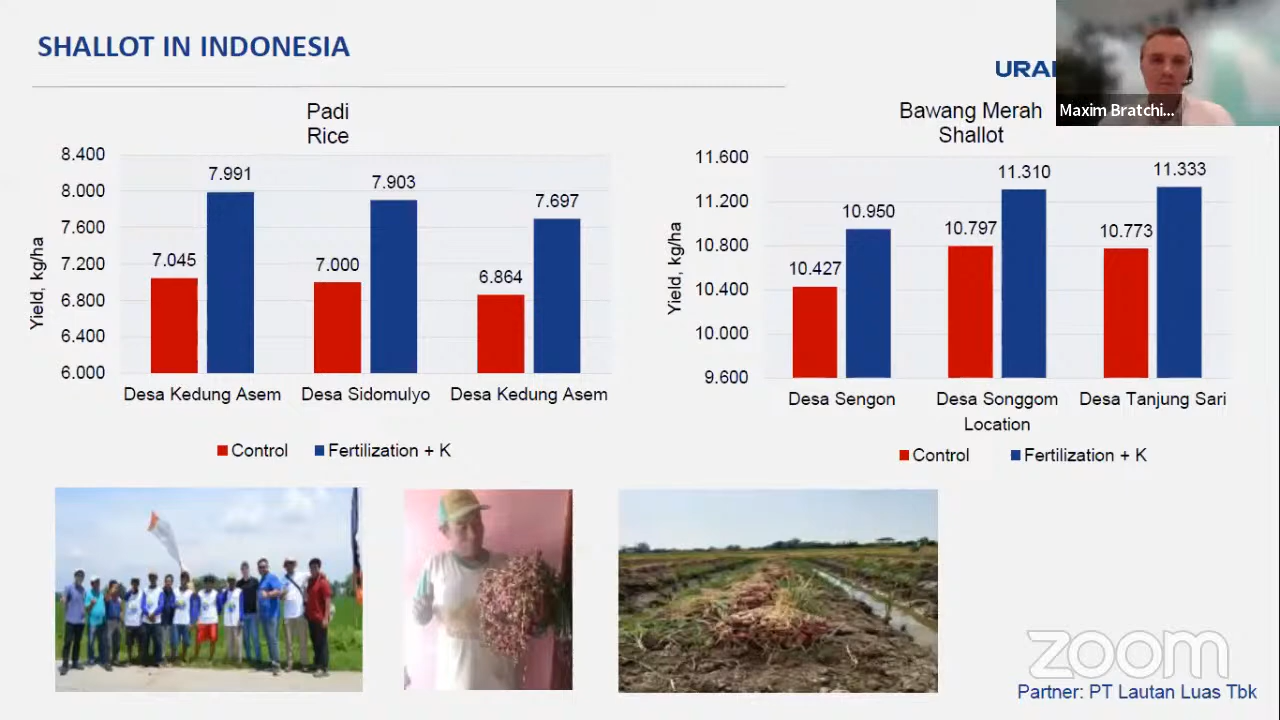 SHALLOT IN INDONESIA
Maxim Bratchi...
Padi
Rice
Yield, kg/ha
8.400
8.000
7.600
7.200
6.800
6.400
6.000
7.045
7.991
7.000
7.903
6.864
7.697
Desa Kedung Asem
Desa Sidomulyo
Desa Kedung Asem
Control
Fertilization + K
Bawang Merah
Shallot
Yield, kg/ha
11.600
11.200
10.800
10.400
10.000
9.600
10.427
10.950
10.797
11.310
10.773
11.333
Desa Sengon
Desa Songgom
Desa Tanjung Sari
Location
Control
Fertilization + K
zoom
Partner: PT Lautan Luas Tbk